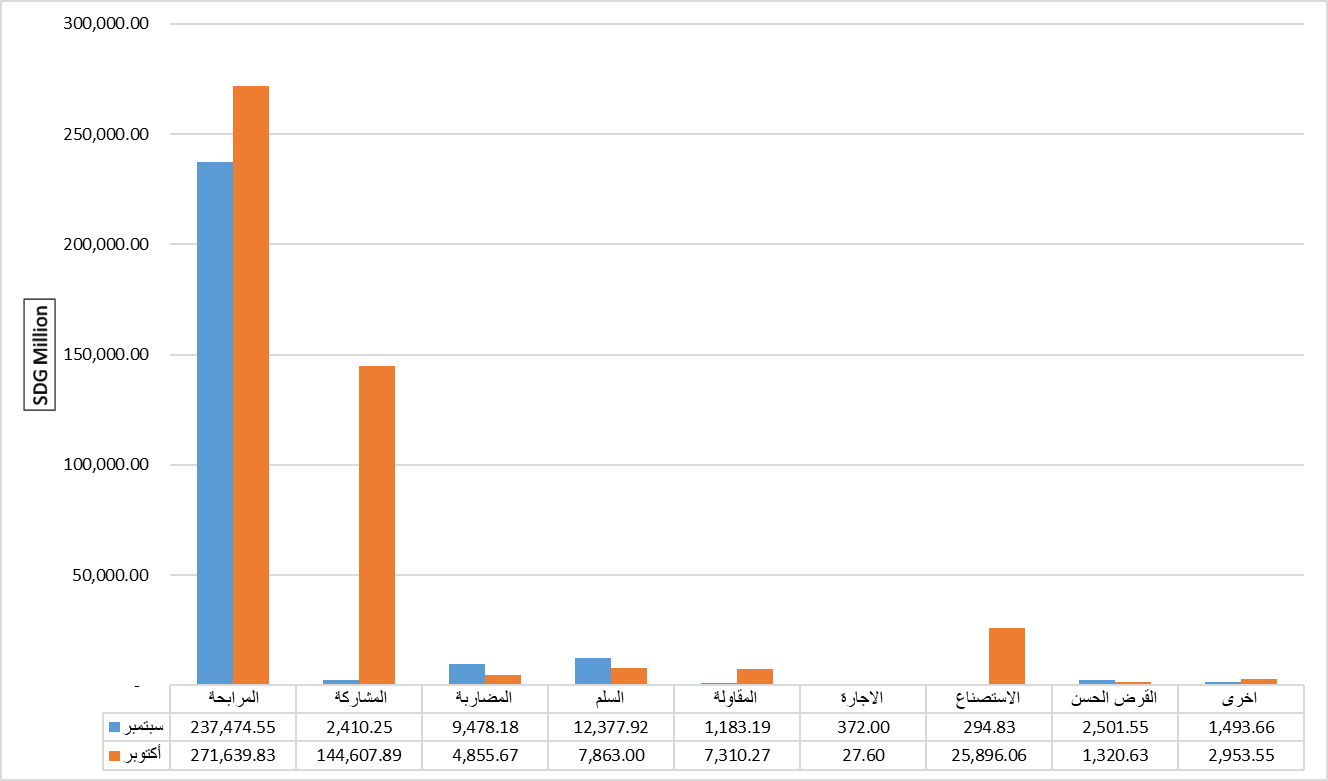 300,000.00
250,000.00
200,000.00
150,000.00
100,000.00
50,000.00
-
SDG Million
المرابحة المشاركة المضاربة السلم المقاولة الاجارة الاستصناع القرض الحسن اخرى
سبتمبر 237,474.55 2,410.25 9,478.18 12,377.92 1,183.19 372.00 294.83 2,501.55 1,493.66
أكتوبر 271,639.83 144,607.89 4,855.67 7,863.00 7,310.27 27.60 25,896.06 1,320.63 2,953.55